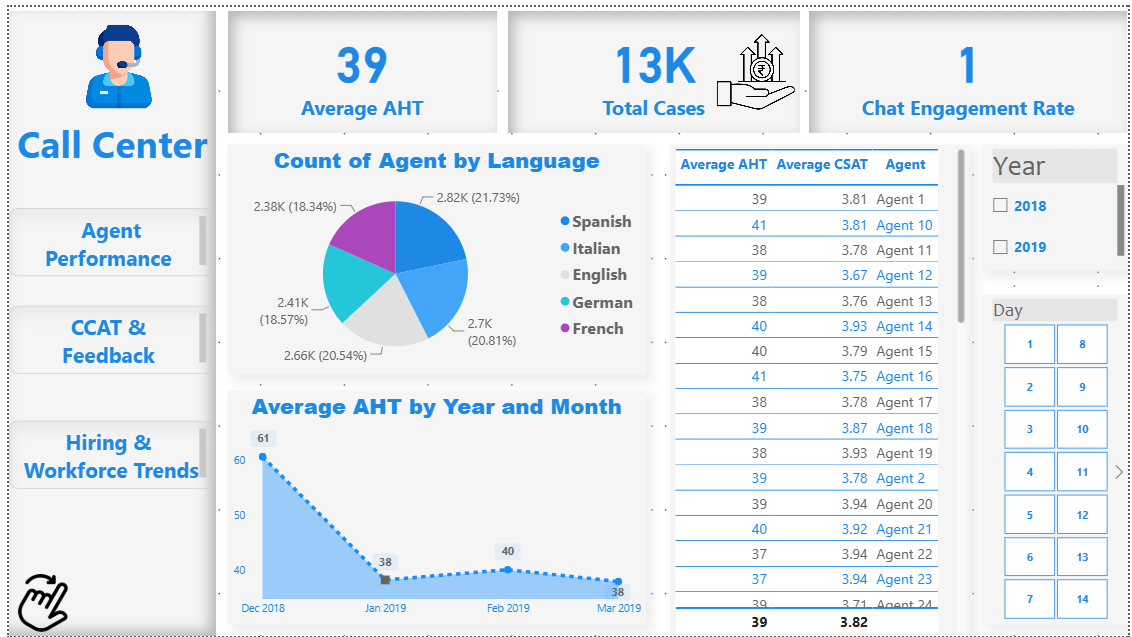 Call Center
Agent
Performance
CCAT &
Feedback
Hiring &
Workforce Trends
39
Average AHT
13K
Total Cases
₹
1
Chat Engagement Rate
Count of Agent by Language
2.82K (21.73%)
2.7K
(20.81%)
2.66K (20.54%)
2.41K
(18.57%)
2.38K (18.34%)
Spanish
Italian
English
German
French
Average AHT by Year and Month
60
50
40
61
38
40
38
Dec 2018 Jan 2019 Feb 2019 Mar 2019
Average AHT Average CSAT Agent
39 3.81 Agent 1
41 3.81 Agent 10
38 3.78 Agent 11
39 3.67 Agent 12
38 3.76 Agent 13
40 3.93 Agent 14
40 3.79 Agent 15
41 3.75 Agent 16
38 3.78 Agent 17
39 3.87 Agent 18
38 3.93 Agent 19
39 3.78 Agent 2
39 3.94 Agent 20
40 3.92 Agent 21
37 3.94 Agent 22
37 3.94 Agent 23
39 3.71 Agent 24
39 3.82
Year
2018
2019
Day
1 8
2 9
3 10
4 11
5 12
6 13
7 14